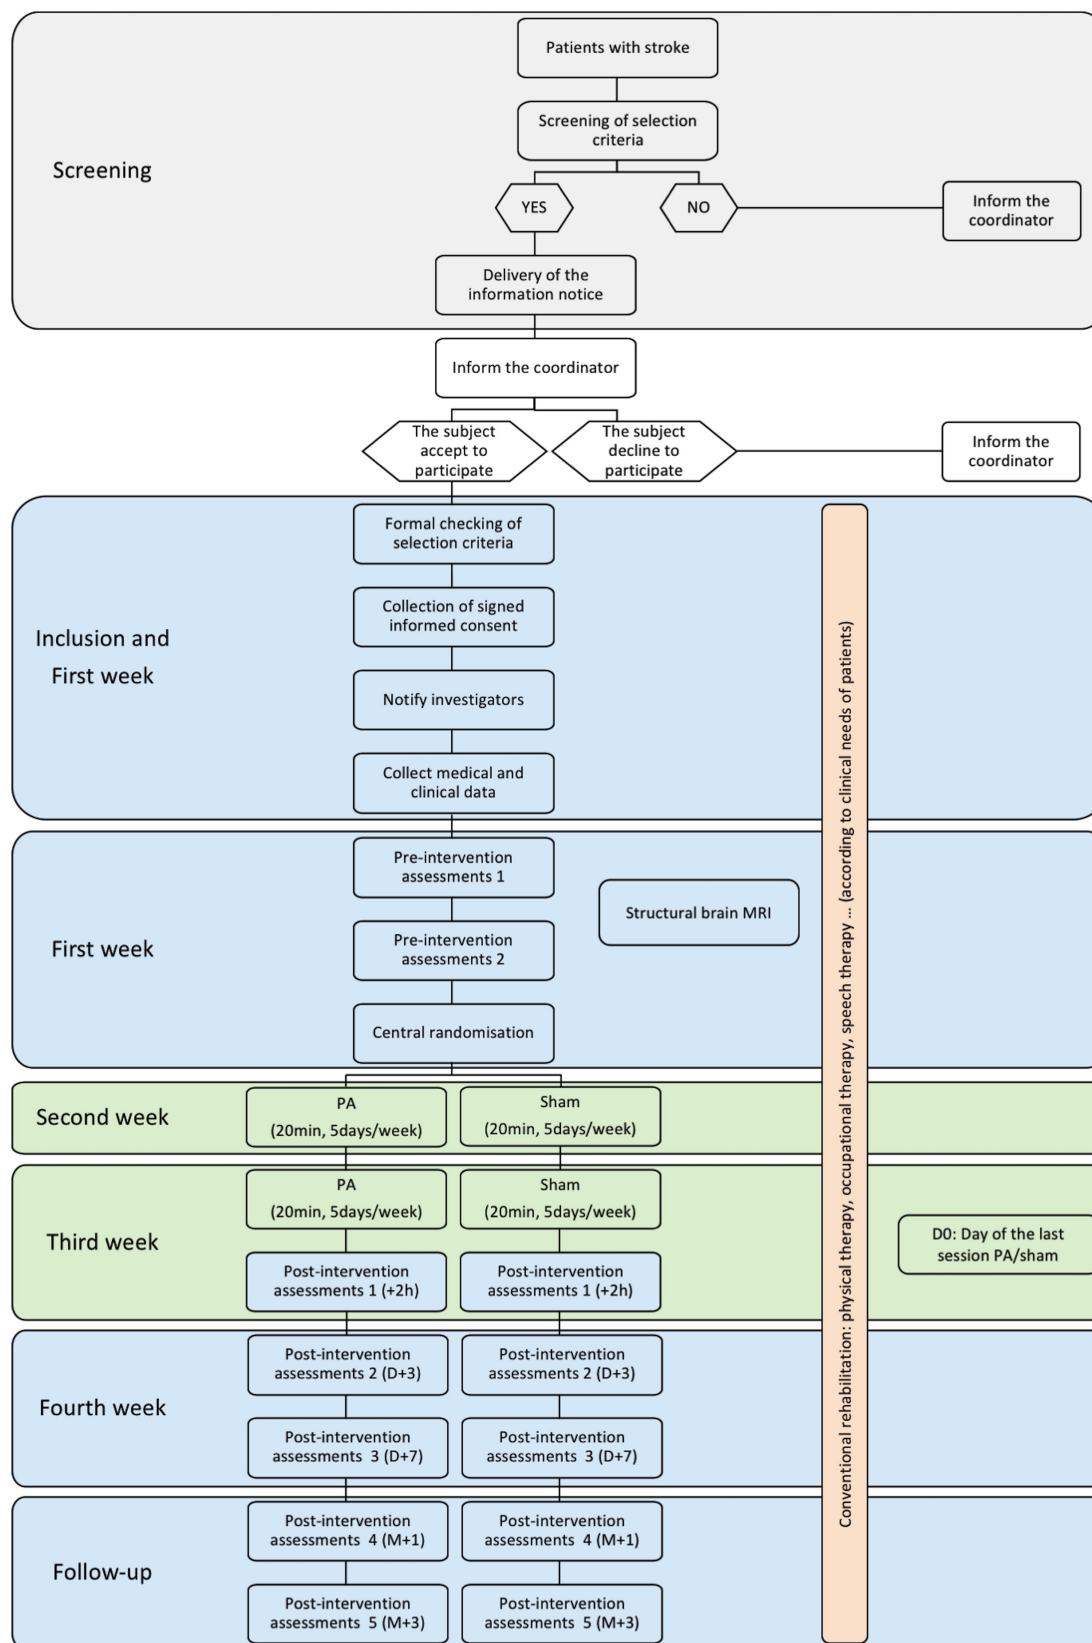 Patients with stroke
Screening of selection
criteria
Screening
YES
NO
Inform the
coordinator
Delivery of the
information notice
Inform the coordinator
The subject
accept to
participate
The subject
decline to
participate
Inform the
coordinator
Formal checking of
selection criteria
Collection of signed
informed consent
Inclusion and
First week
Notify investigators
Collect medical and
clinical data
Conventional rehabilitation: physical therapy, occupational therapy, speech therapy ... (according to clinical needs of patients)
Pre-intervention
assessments 1
Structural brain MRI
First week
Pre-intervention
assessments 2
Central randomisation
Second week
PA
(20min, 5days/week)
Sham
(20min, 5days/week)
Third week
PA
(20min, 5days/week)
Sham
(20min, 5days/week)
D0: Day of the last
session PA/sham
Post-intervention
assessments 1 (+2h)
Post-intervention
assessments 1 (+2h)
Fourth week
Post-intervention
assessments 2 (D+3)
Post-intervention
assessments 2 (D+3)
Post-intervention
assessments  3 (D+7)
Post-intervention
assessments  3 (D+7)
Follow-up
Post-intervention
assessments  4 (M+1)
Post-intervention
assessments  4 (M+1)
Post-intervention
assessments  5 (M+3)
Post-intervention
assessments  5 (M+3)